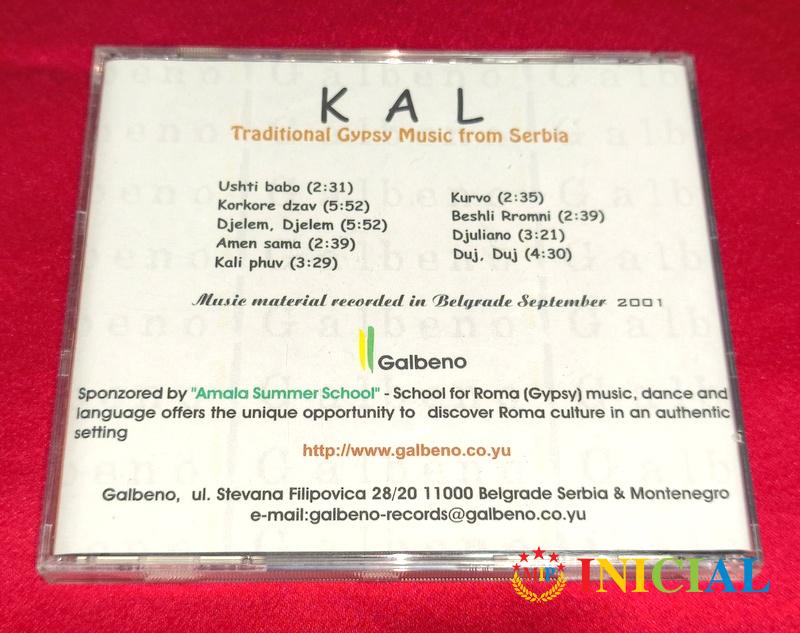 KAL
Traditional Gypsy Music from Serbia
Ushti babo (2:31)
Korkore dzav (5:52)
Djelem, Djelem (5:52)
Amen sama (2:39)
Kali phuv (3:29)
Kurvo (2:35)
Beshli Rromni (2:39)
Djuliano (3:21)
Duj, Duj (4:30)
Music material recorded in Belgrade September 2001
Galbeno
Sponzored by "Amala Summer School" - School for Roma (Gypsy) music, dance and
language offers the unique opportunity to discover Roma culture in an authentic
setting
http://www.galbeno.co.yu
Galbeno, ul. Stevana Filipovica 28/20 11000 Belgrade Serbia & Montenegro
e-mail:galbeno-records@galbeno.co.yu
VIP INICIAL